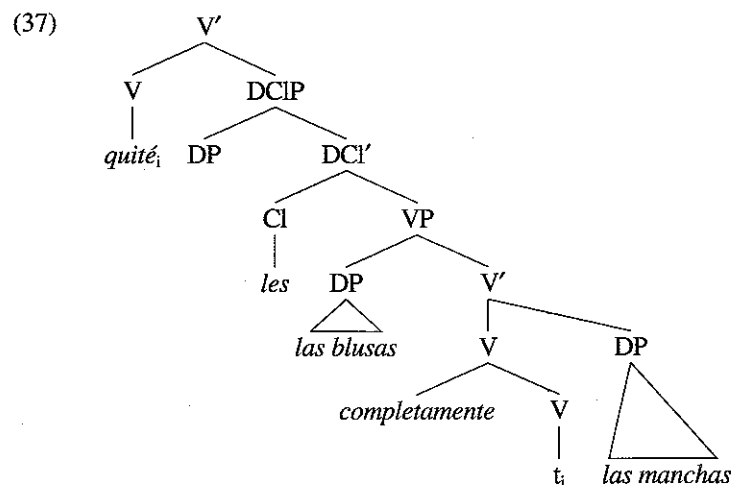 (37)
V′
V DClP
quitéᵢ DP DCl′
Cl VP
les DP V′
las blusas V DP
completamente V
tᵢ las manchas